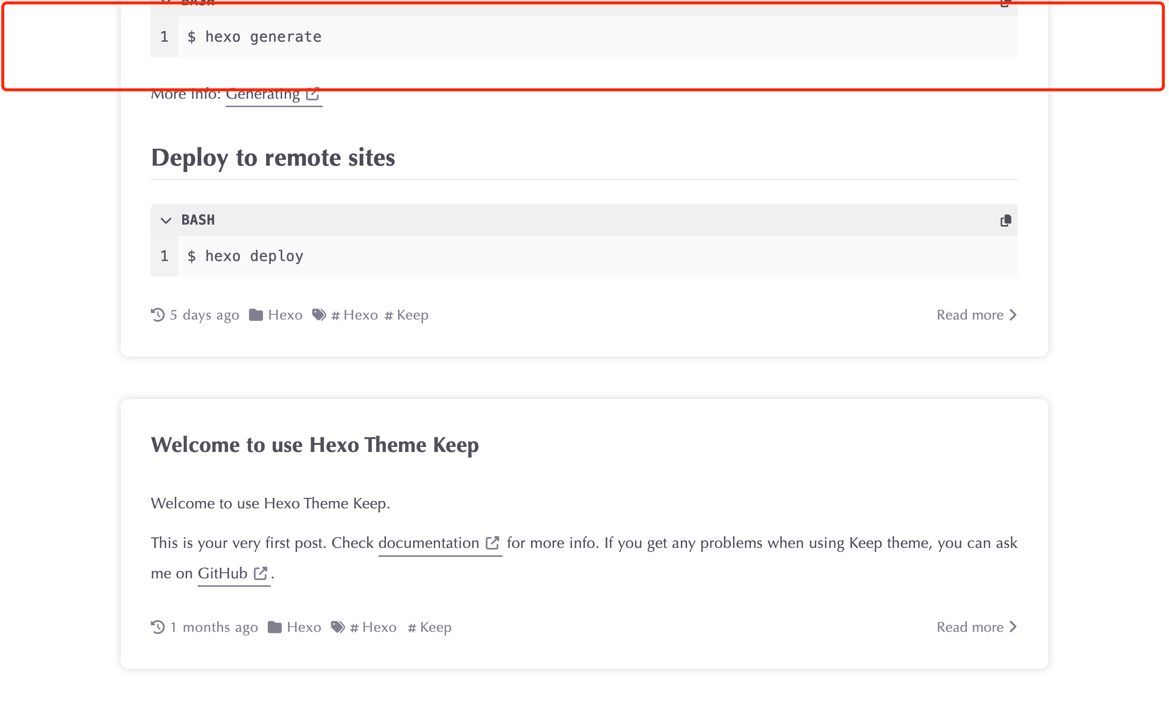 BASH
1 $ hexo generate
More info: Generating
Deploy to remote sites
BASH
1 $ hexo deploy
5 days ago Hexo # Hexo # Keep Read more
Welcome to use Hexo Theme Keep
Welcome to use Hexo Theme Keep.
This is your very first post. Check documentation for more info. If you get any problems when using Keep theme, you can ask
me on GitHub .
1 months ago Hexo # Hexo # Keep Read more